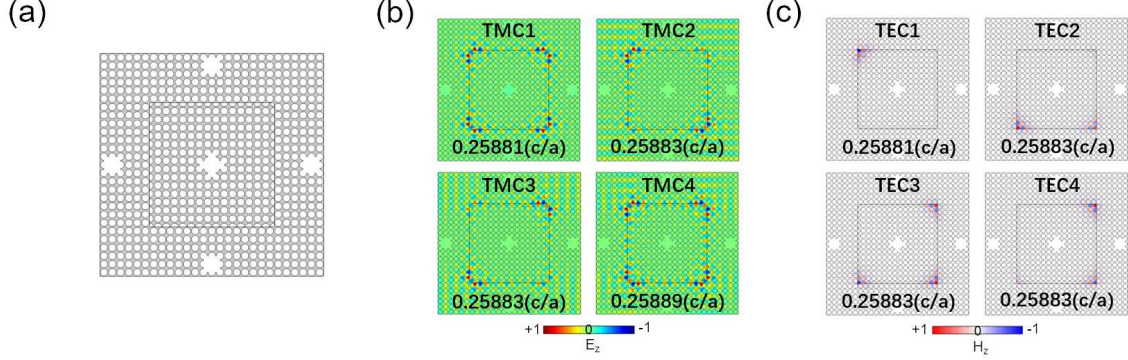 (a)
(b)
TMC1
0.25881(c/a)
TMC2
0.25883(c/a)
TMC3
0.25883(c/a)
TMC4
0.25889(c/a)
+1 0 -1
E_z
(c)
TEC1
0.25881(c/a)
TEC2
0.25883(c/a)
TEC3
0.25883(c/a)
TEC4
0.25883(c/a)
+1 0 -1
H_z